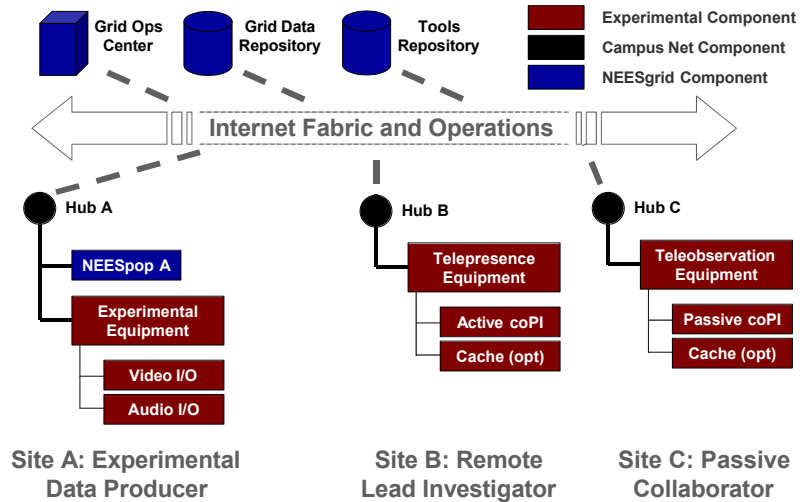 Grid Ops
Center
Grid Data
Repository
Tools
Repository
Experimental Component
Campus Net Component
NEESgrid Component
Internet Fabric and Operations
Hub A
NEESpop A
Experimental
Equipment
Video I/O
Audio I/O
Hub B
Telepresence
Equipment
Active coPI
Cache (opt)
Hub C
Teleobservation
Equipment
Passive coPI
Cache (opt)
Site A: Experimental
Data Producer
Site B: Remote
Lead Investigator
Site C: Passive
Collaborator